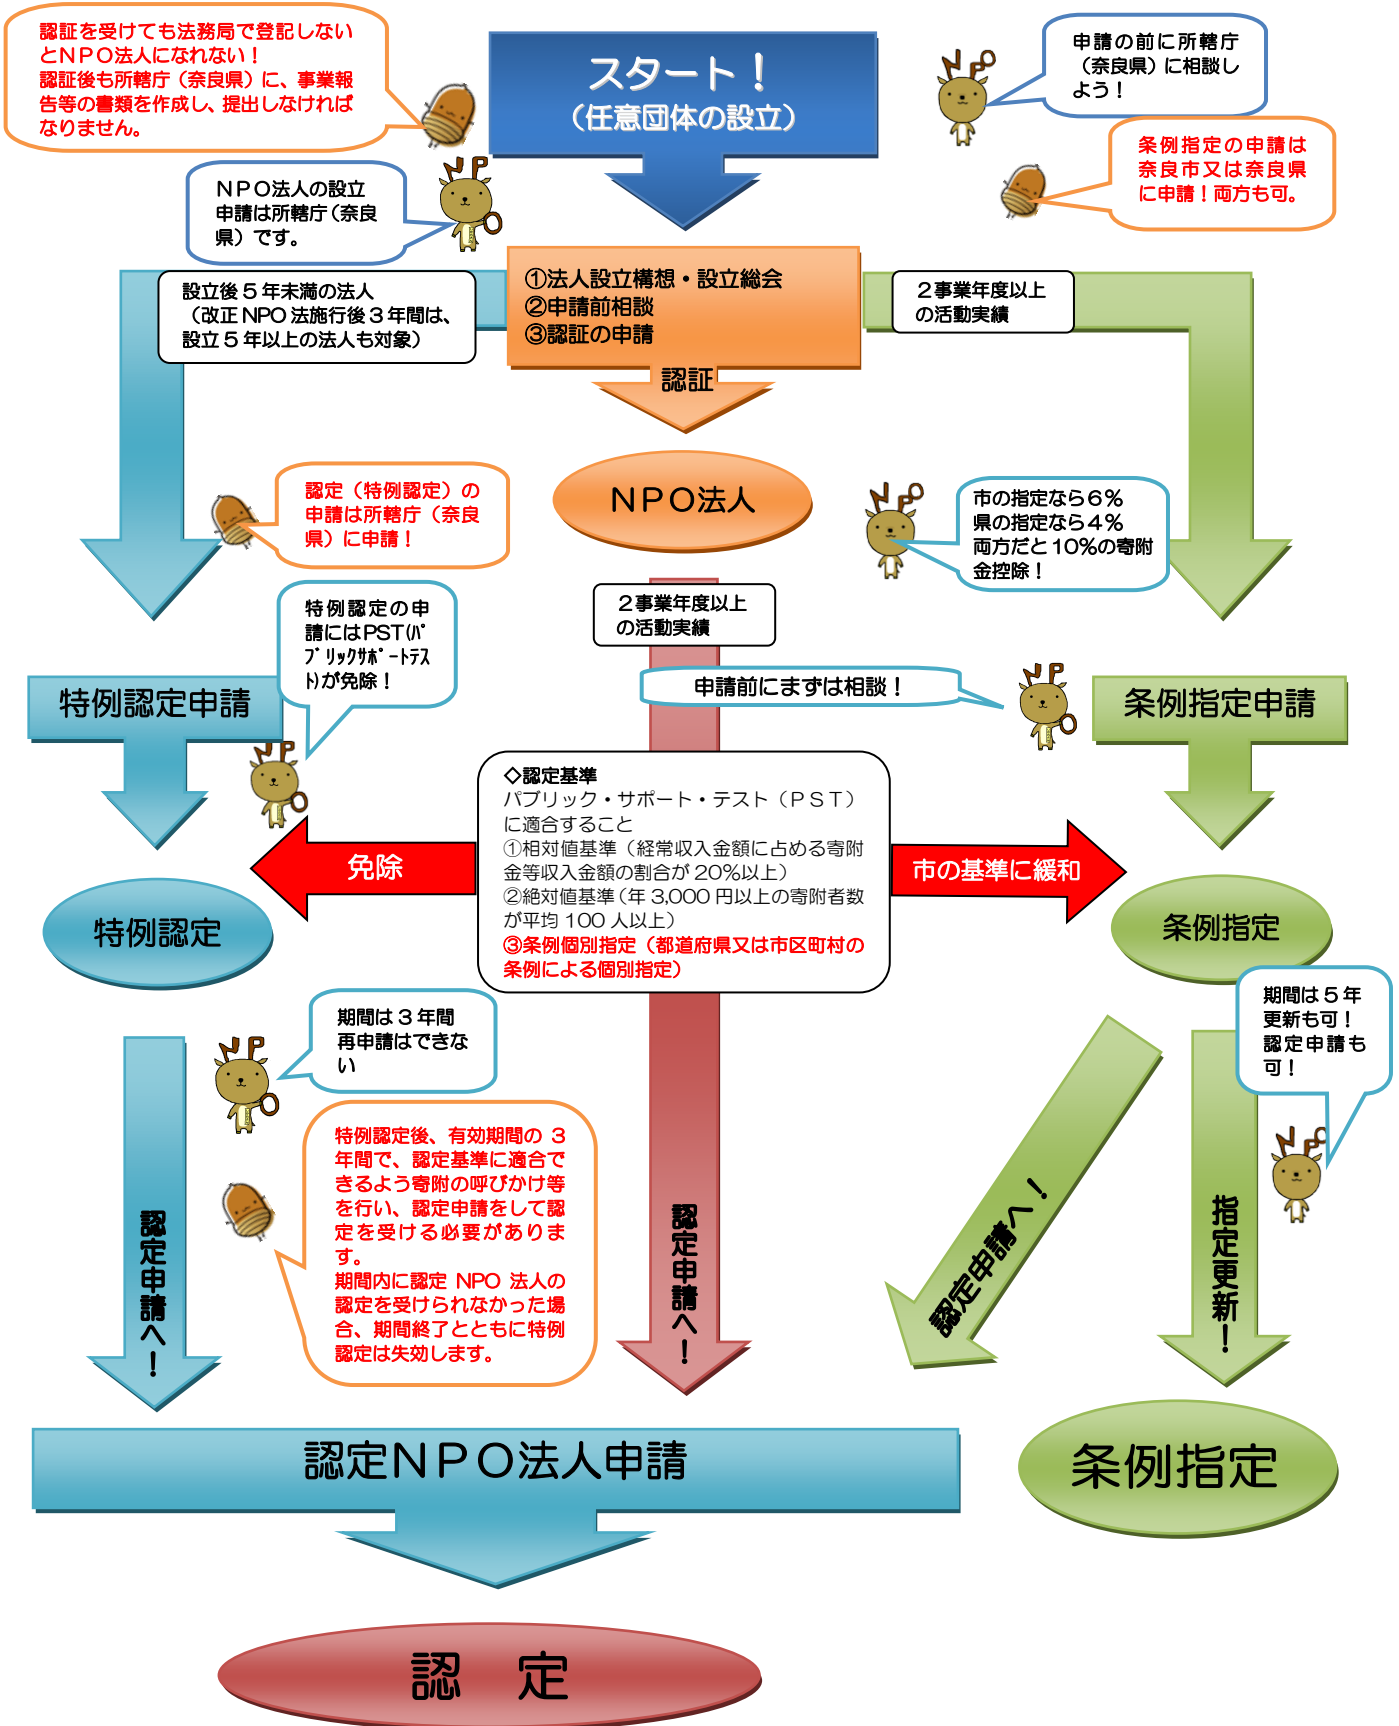 認証を受けても法務局で登記しない
とＮＰＯ法人になれない！
認証後も所轄庁（奈良県）に、事業報
告等の書類を作成し、提出しなければ
なりません。
スタート！
（任意団体の設立）
申請の前に所轄庁
（奈良県）に相談し
よう！
条例指定の申請は
奈良市又は奈良県
に申請！両方も可。
ＮＰＯ法人の設立
申請は所轄庁（奈良
県）です。
①法人設立構想・設立総会
②申請前相談
③認証の申請
認証
設立後５年未満の法人
（改正 NPO 法施行後３年間は、
設立５年以上の法人も対象）
２事業年度以上
の活動実績
ＮＰＯ法人
認定（特例認定）の
申請は所轄庁（奈良
県）に申請！
市の指定なら６％
県の指定なら４％
両方だと 10％の寄附
金控除！
特例認定の申
請には PST(ﾊﾟ
ﾌﾞﾘｯｸｻﾎﾟｰﾄﾃｽ
ﾄ)が免除！
２事業年度以上
の活動実績
申請前にまずは相談！
特例認定申請
条例指定申請
◇認定基準
パブリック・サポート・テスト（ＰＳＴ）
に適合すること
①相対値基準（経常収入金額に占める寄附
金等収入金額の割合が 20％以上）
②絶対値基準（年 3,000 円以上の寄附者数
が平均 100 人以上）
③条例個別指定（都道府県又は市区町村の
条例による個別指定）
免除
市の基準に緩和
特例認定
条例指定
期間は３年間
再申請はできな
い
期間は５年
更新も可！
認定申請も
可！
特例認定後、有効期間の ３
年間で、認定基準に適合で
きるよう寄附の呼びかけ等
を行い、認定申請をして認
定を受ける必要がありま
す。
期間内に認定 NPO 法人の
認定を受けられなかった場
合、期間終了とともに特例
認定は失効します。
認定申請へ！
認定申請へ！
認定申請へ！
指定更新！
認定ＮＰＯ法人申請
条例指定
認　定